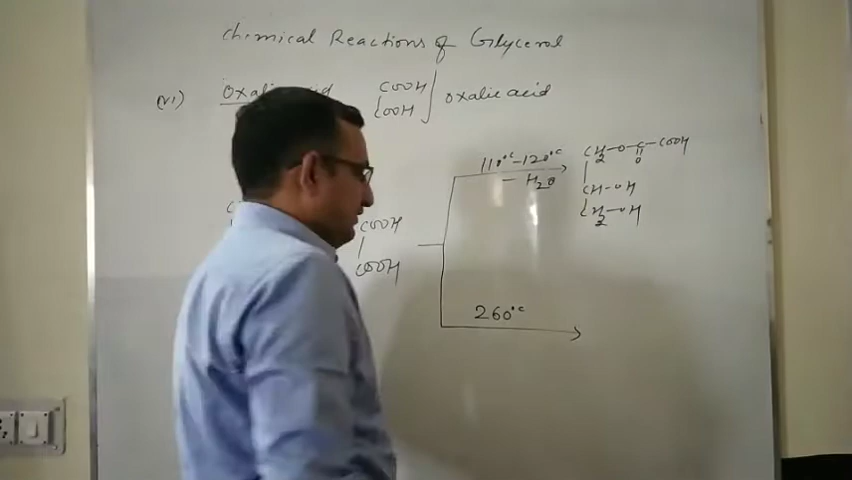 Chemical Reactions of Glycerol
(vi) COOH
COOH oxalic acid
110°C-120°C
- H2O
CH2-O-C-COOH
O
CH-OH
CH2-OH
COOH
COOH
260°C